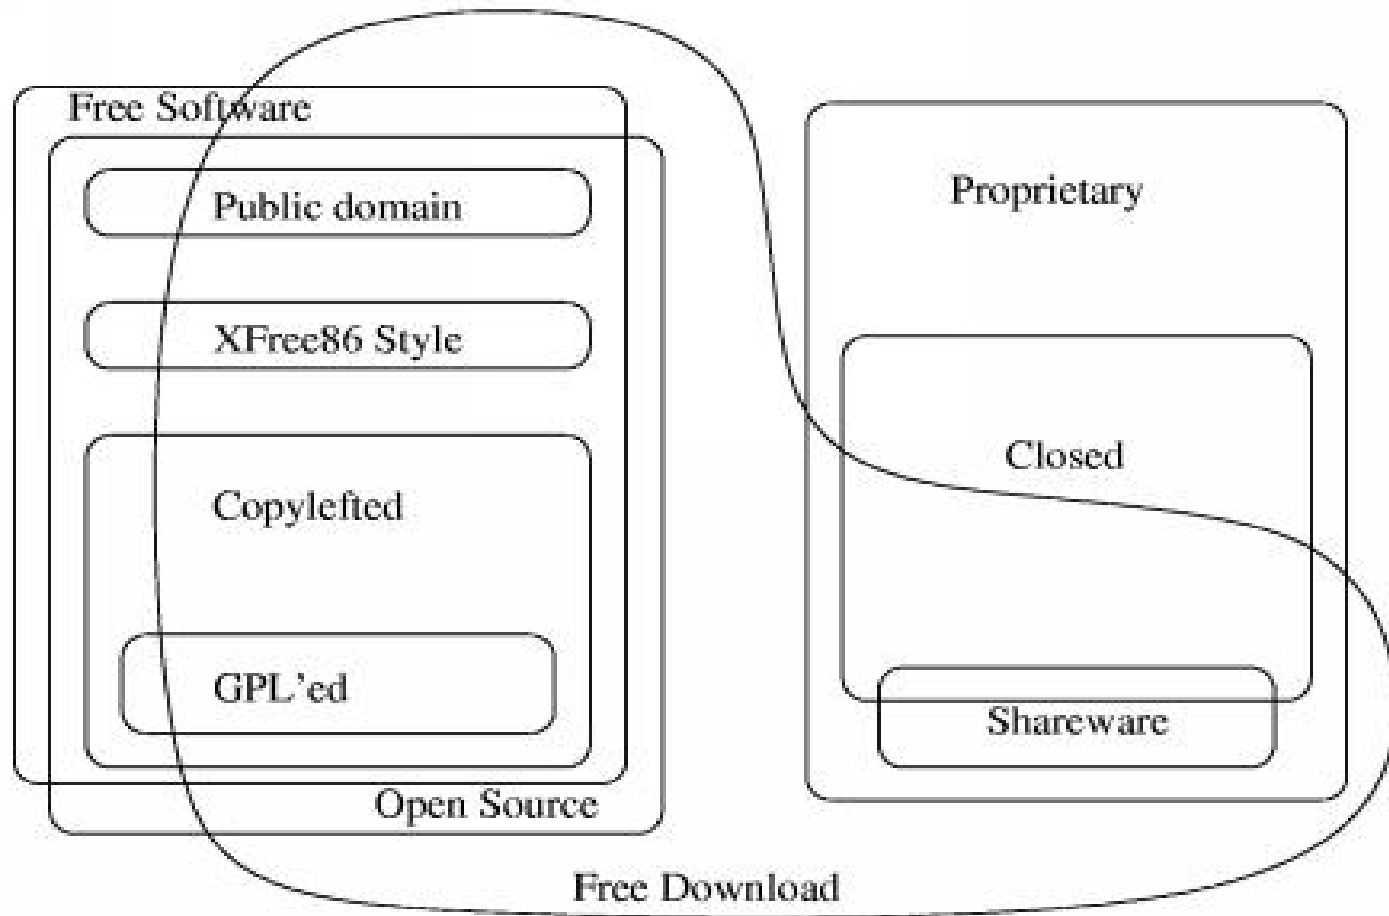 Free Software
Public domain
XFree86 Style
Copylefted
GPL'ed
Open Source
Proprietary
Closed
Shareware
Free Download